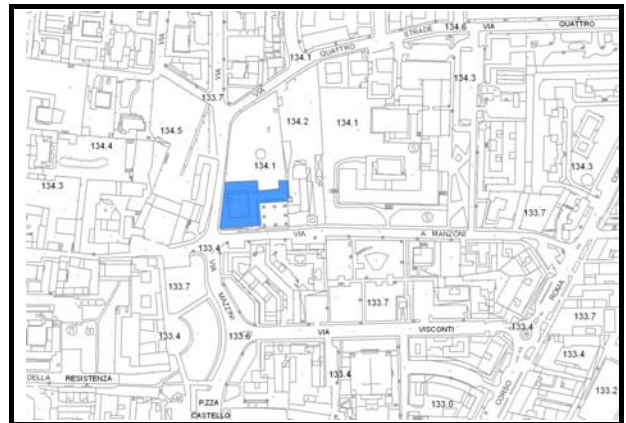 134.6 VIA QUATTRO
STRADE
VIA
VIA
134.1 QUATTRO
134.3
VIA
133.7
134.2
134.1
134.5
134.4
134.1
134.3
134.3
133.7
VIA A. MANZONI
133.4
VIA
ROMA
133.7
133.7
MAZZINI
133.4
133.6
VIA VISCONTI
133.4
133.7
133.4
133.4
DELLA RESISTENZA
133.2
CORSO
P.ZZA
CASTELLO
133.0